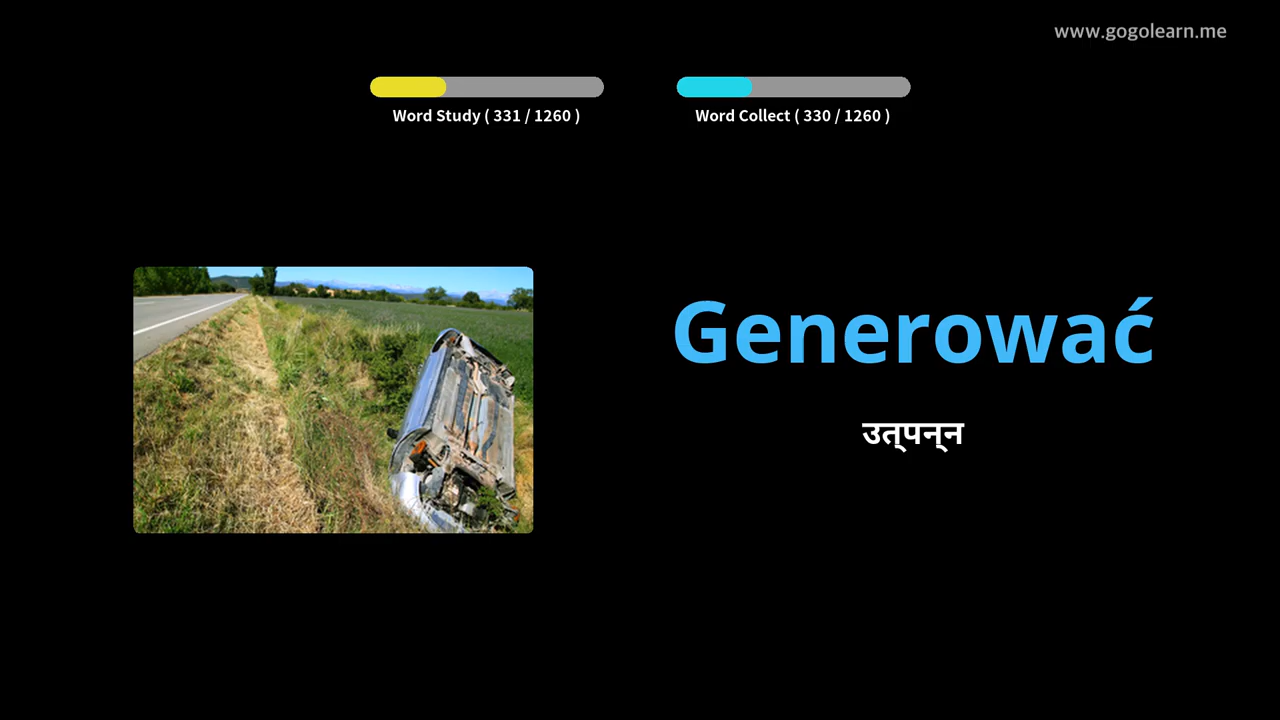 www.gogolearn.me
Word Study ( 331 / 1260 )
Word Collect ( 330 / 1260 )
Generować
उत्पन्न